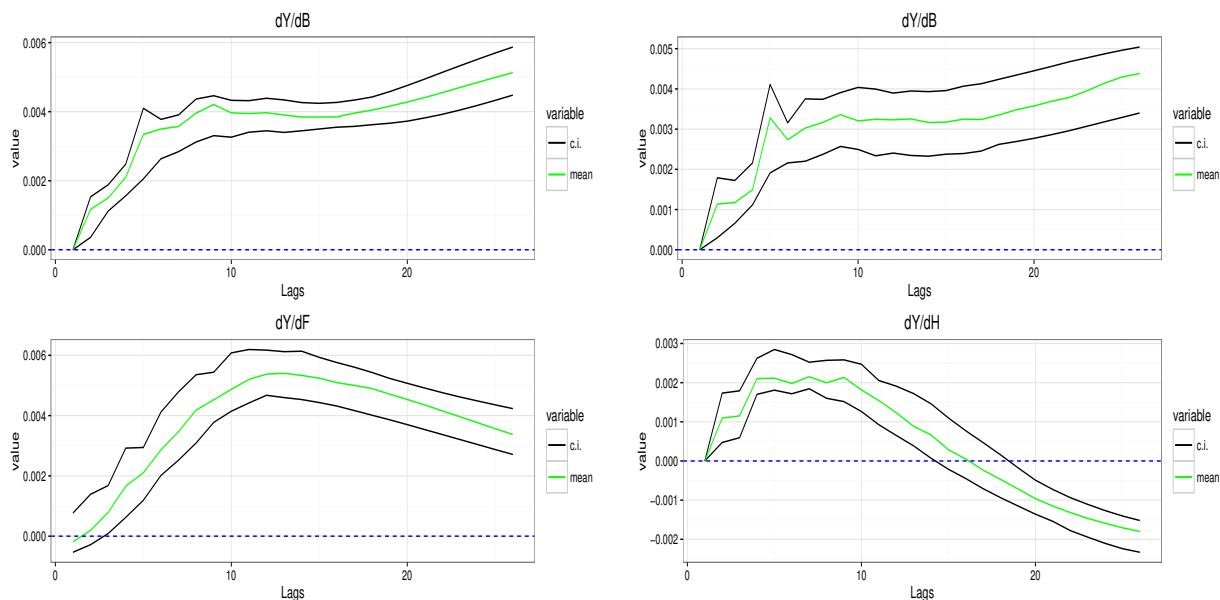 dY/dB
0.006
0.004
0.002
0.000
value
0
10
20
Lags
variable
c.i.
mean
dY/dB
0.005
0.004
0.003
0.002
0.001
0.000
value
0
10
20
Lags
variable
c.i.
mean
dY/dF
0.006
0.004
0.002
0.000
value
0
10
20
Lags
variable
c.i.
mean
dY/dH
0.003
0.002
0.001
0.000
−0.001
−0.002
value
0
10
20
Lags
variable
c.i.
mean